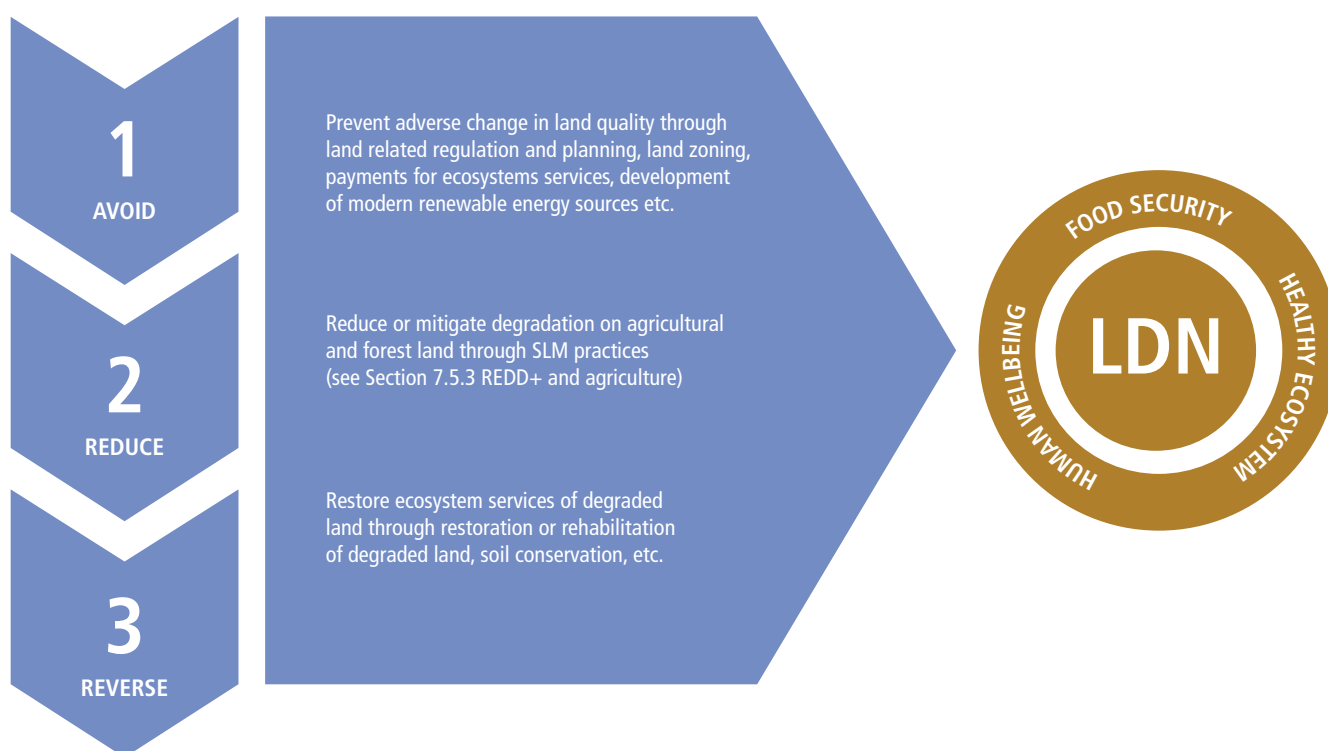 1
AVOID
Prevent adverse change in land quality through
land related regulation and planning, land zoning,
payments for ecosystems services, development
of modern renewable energy sources etc.
2
REDUCE
Reduce or mitigate degradation on agricultural
and forest land through SLM practices
(see Section 7.5.3 REDD+ and agriculture)
3
REVERSE
Restore ecosystem services of degraded
land through restoration or rehabilitation
of degraded land, soil conservation, etc.
FOOD SECURITY
HEALTHY ECOSYSTEM
HUMAN WELLBEING
LDN